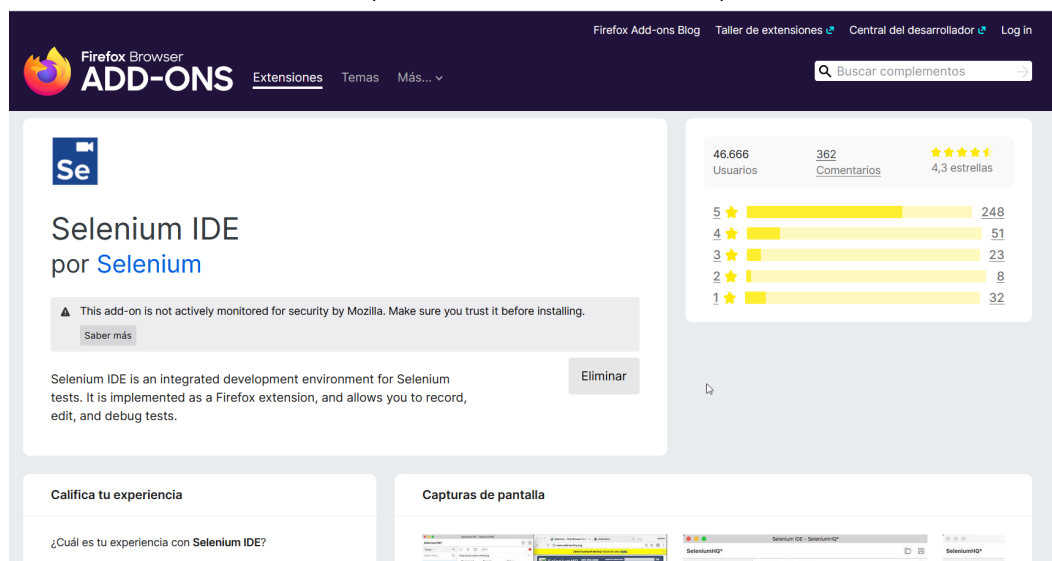 Firefox Add-ons Blog Taller de extensiones Central del desarrollador Log in
Firefox Browser
ADD-ONS
Extensiones Temas Más...
Buscar complementos
Se
Selenium IDE
por Selenium
This add-on is not actively monitored for security by Mozilla. Make sure you trust it before installing.
Saber más
Selenium IDE is an integrated development environment for Selenium
tests. It is implemented as a Firefox extension, and allows you to record,
edit, and debug tests.
Eliminar
46.666 362
Usuarios Comentarios 4,3 estrellas
5 248
4 51
3 23
2 8
1 32
Califica tu experiencia
¿Cuál es tu experiencia con Selenium IDE?
Capturas de pantalla
Selenium IDE - SeleniumHQ*
SeleniumHQ*
SeleniumHQ*